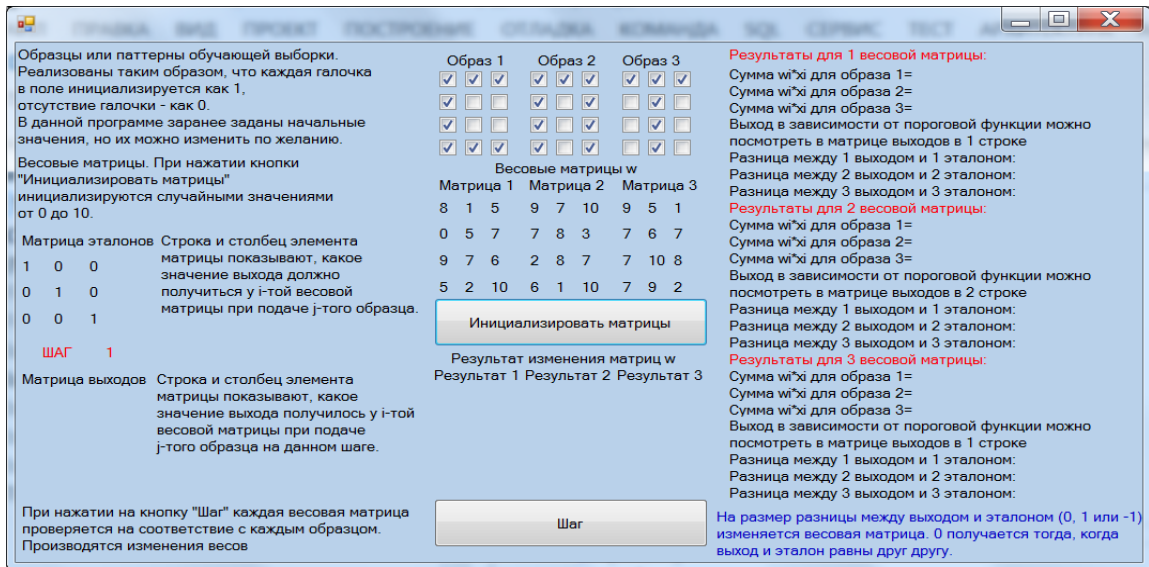 ПРАВКА ВИД ПРОЕКТ ПОСТРОЕНИЕ ОТЛАДКА КОМАНДА SQL СЕРВИС ТЕСТ
Образцы или паттерны обучающей выборки.
Реализованы таким образом, что каждая галочка
в поле инициализируется как 1,
отсутствие галочки - как 0.
В данной программе заранее заданы начальные
значения, но их можно изменить по желанию.
Весовые матрицы. При нажатии кнопки
"Инициализировать матрицы"
инициализируются случайными значениями
от 0 до 10.
Матрица эталонов
1 0 0
0 1 0
0 0 1
Строка и столбец элемента
матрицы показывают, какое
значение выхода должно
получиться у i-той весовой
матрицы при подаче j-того образца.
ШАГ 1
Матрица выходов
Строка и столбец элемента
матрицы показывают, какое
значение выхода получилось у i-той
весовой матрицы при подаче
j-того образца на данном шаге.
При нажатии на кнопку "Шаг" каждая весовая матрица
проверяется на соответствие с каждым образцом.
Производятся изменения весов
Образ 1 Образ 2 Образ 3
Весовые матрицы w
Матрица 1 Матрица 2 Матрица 3
8 1 5 9 7 10 9 5 1
0 5 7 7 8 3 7 6 7
9 7 6 2 8 7 7 10 8
5 2 10 6 1 10 7 9 2
Инициализировать матрицы
Результат изменения матриц w
Результат 1 Результат 2 Результат 3
Шаг
Результаты для 1 весовой матрицы:
Сумма wi*xi для образа 1=
Сумма wi*xi для образа 2=
Сумма wi*xi для образа 3=
Выход в зависимости от пороговой функции можно
посмотреть в матрице выходов в 1 строке
Разница между 1 выходом и 1 эталоном:
Разница между 2 выходом и 2 эталоном:
Разница между 3 выходом и 3 эталоном:
Результаты для 2 весовой матрицы:
Сумма wi*xi для образа 1=
Сумма wi*xi для образа 2=
Сумма wi*xi для образа 3=
Выход в зависимости от пороговой функции можно
посмотреть в матрице выходов в 2 строке
Разница между 1 выходом и 1 эталоном:
Разница между 2 выходом и 2 эталоном:
Разница между 3 выходом и 3 эталоном:
Результаты для 3 весовой матрицы:
Сумма wi*xi для образа 1=
Сумма wi*xi для образа 2=
Сумма wi*xi для образа 3=
Выход в зависимости от пороговой функции можно
посмотреть в матрице выходов в 1 строке
Разница между 1 выходом и 1 эталоном:
Разница между 2 выходом и 2 эталоном:
Разница между 3 выходом и 3 эталоном:
На размер разницы между выходом и эталоном (0, 1 или -1)
изменяется весовая матрица. 0 получается тогда, когда
выход и эталон равны друг другу.